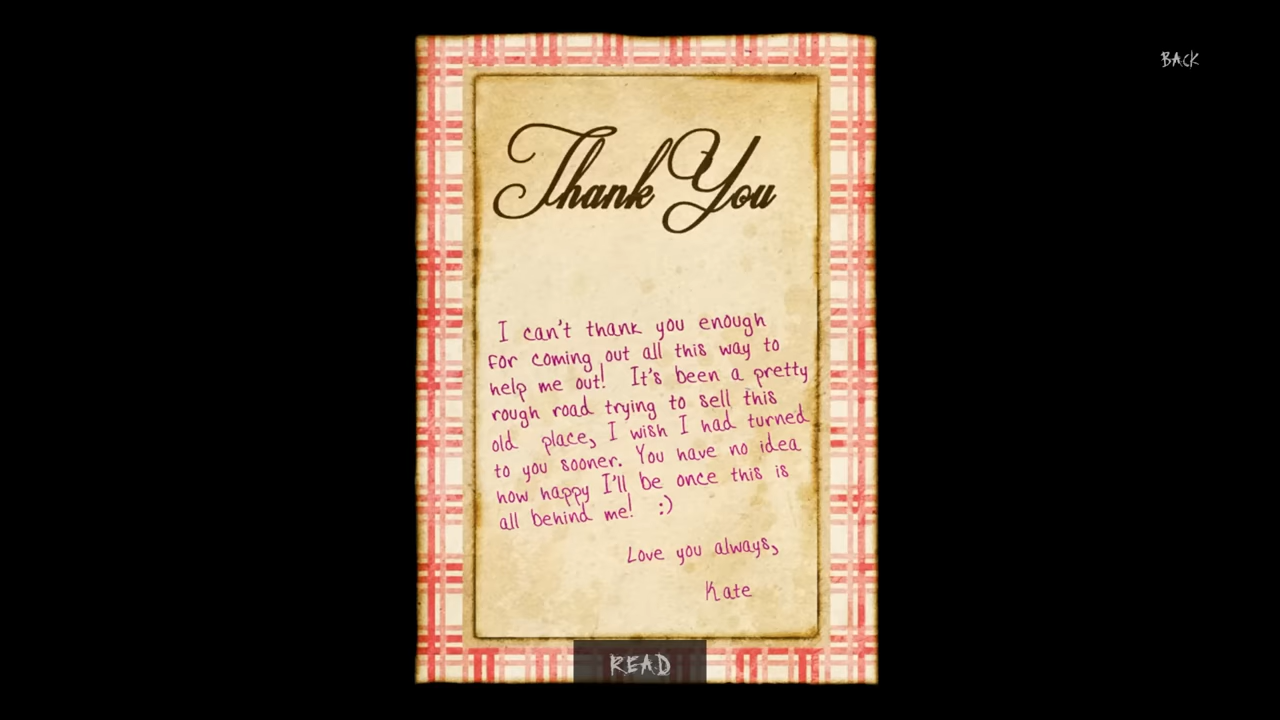 BACK
Thank You
I can't thank you enough
for coming out all this way to
help me out! It's been a pretty
rough road trying to sell this
old place, I wish I had turned
to you sooner. You have no idea
how happy I'll be once this is
all behind me! :)
Love you always,
Kate
READ